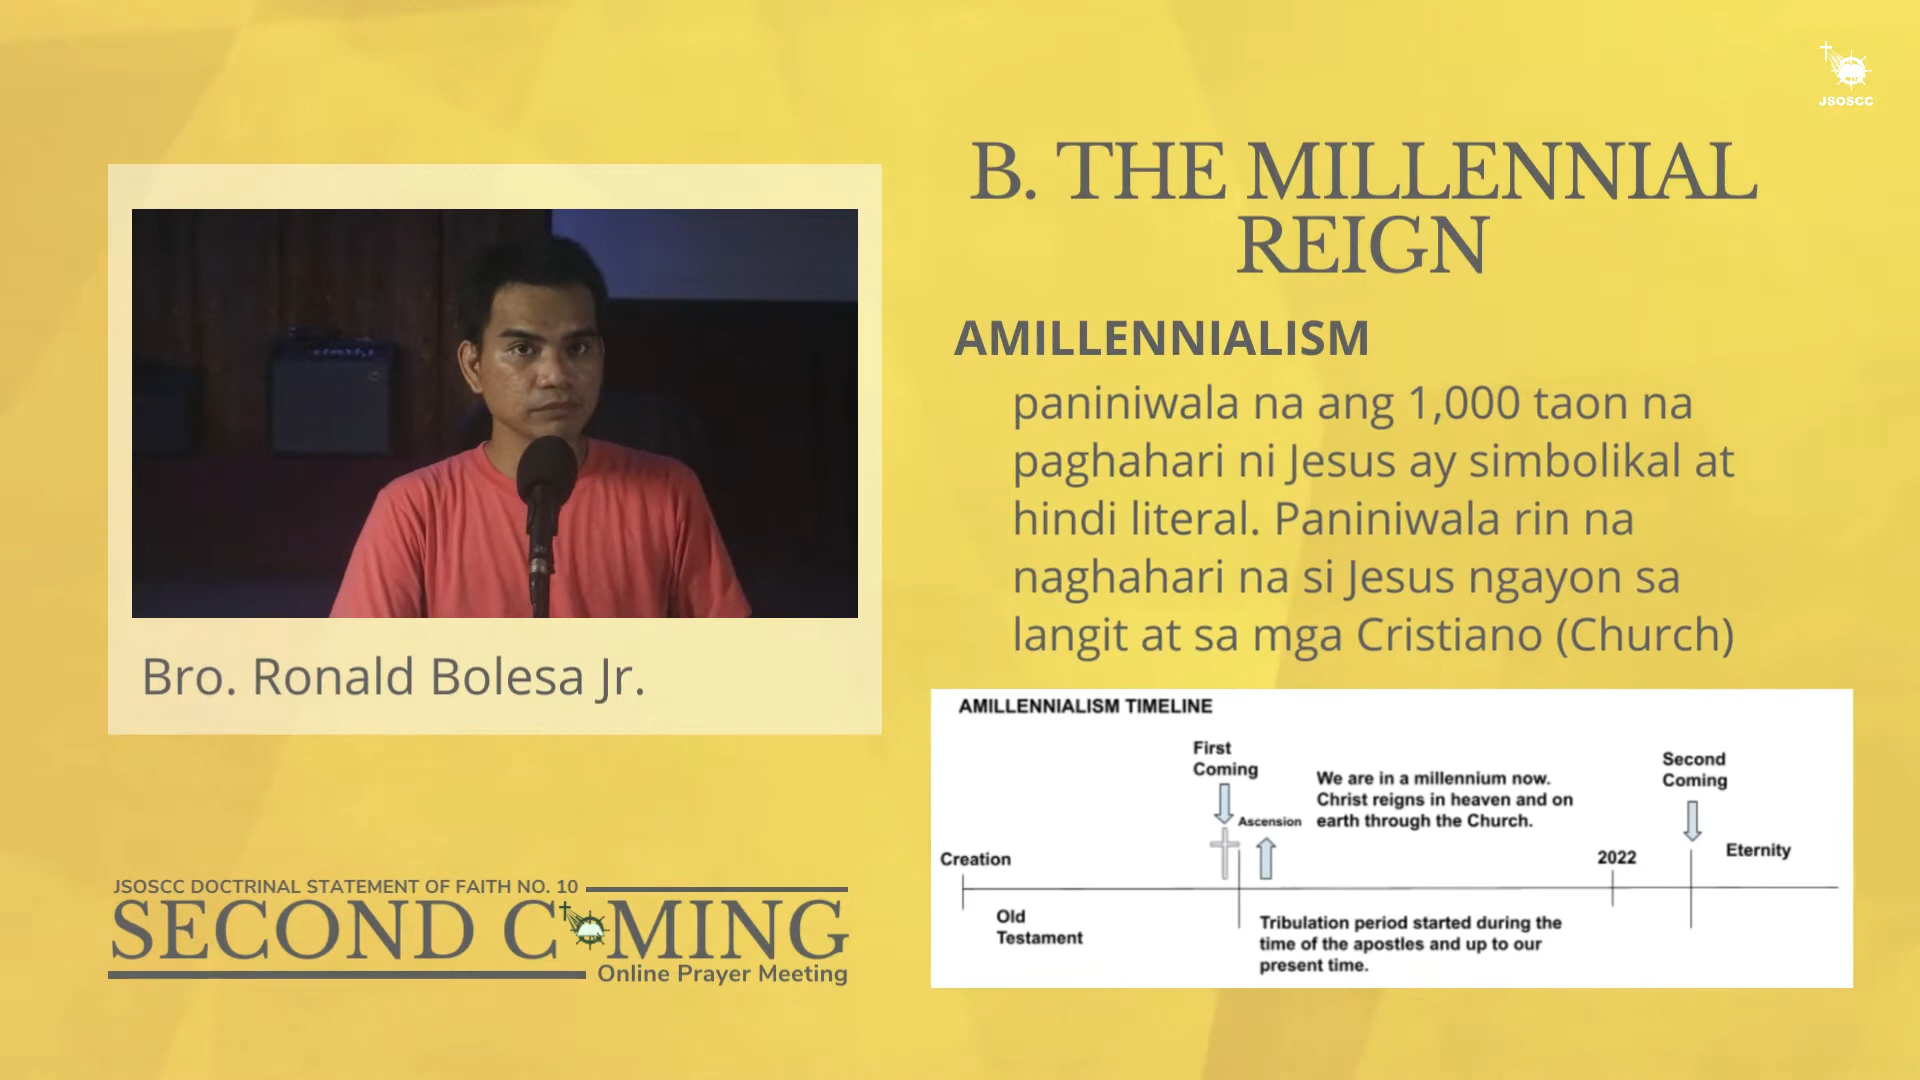 JSOSCC
B. THE MILLENNIAL
REIGN
AMILLENNIALISM
paniniwala na ang 1,000 taon na
paghahari ni Jesus ay simbolikal at
hindi literal. Paniniwala rin na
naghahari na si Jesus ngayon sa
langit at sa mga Cristiano (Church)
Bro. Ronald Bolesa Jr.
AMILLENNIALISM TIMELINE
First
Coming
Ascension
We are in a millennium now.
Christ reigns in heaven and on
earth through the Church.
Second
Coming
Creation
2022
Eternity
Old
Testament
Tribulation period started during the
time of the apostles and up to our
present time.
JSOSCC DOCTRINAL STATEMENT OF FAITH NO. 10
SECOND COMING
Online Prayer Meeting